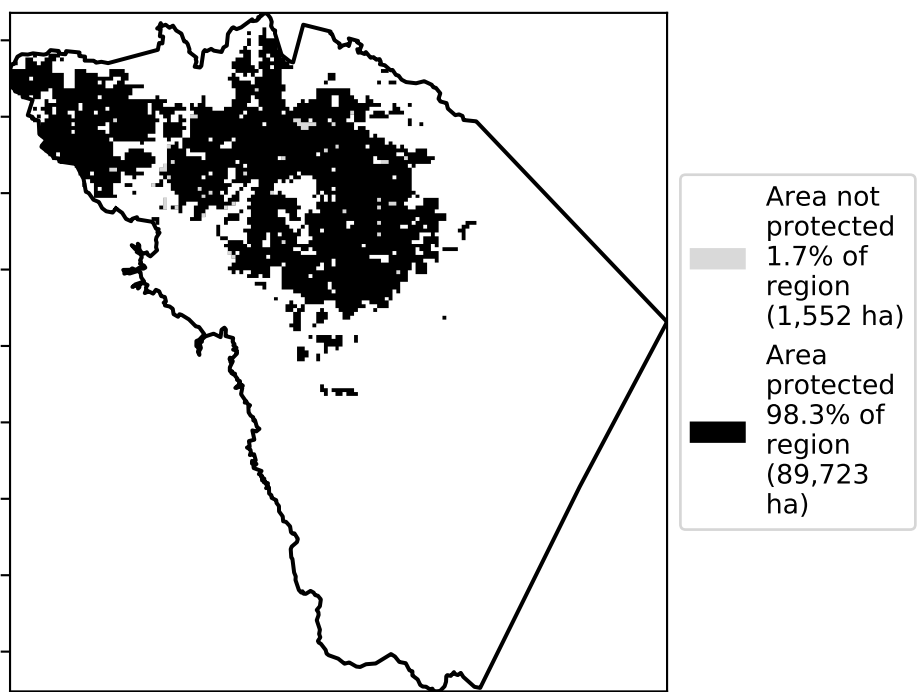 Area not
protected
1.7% of
region
(1,552 ha)
Area
protected
98.3% of
region
(89,723
ha)